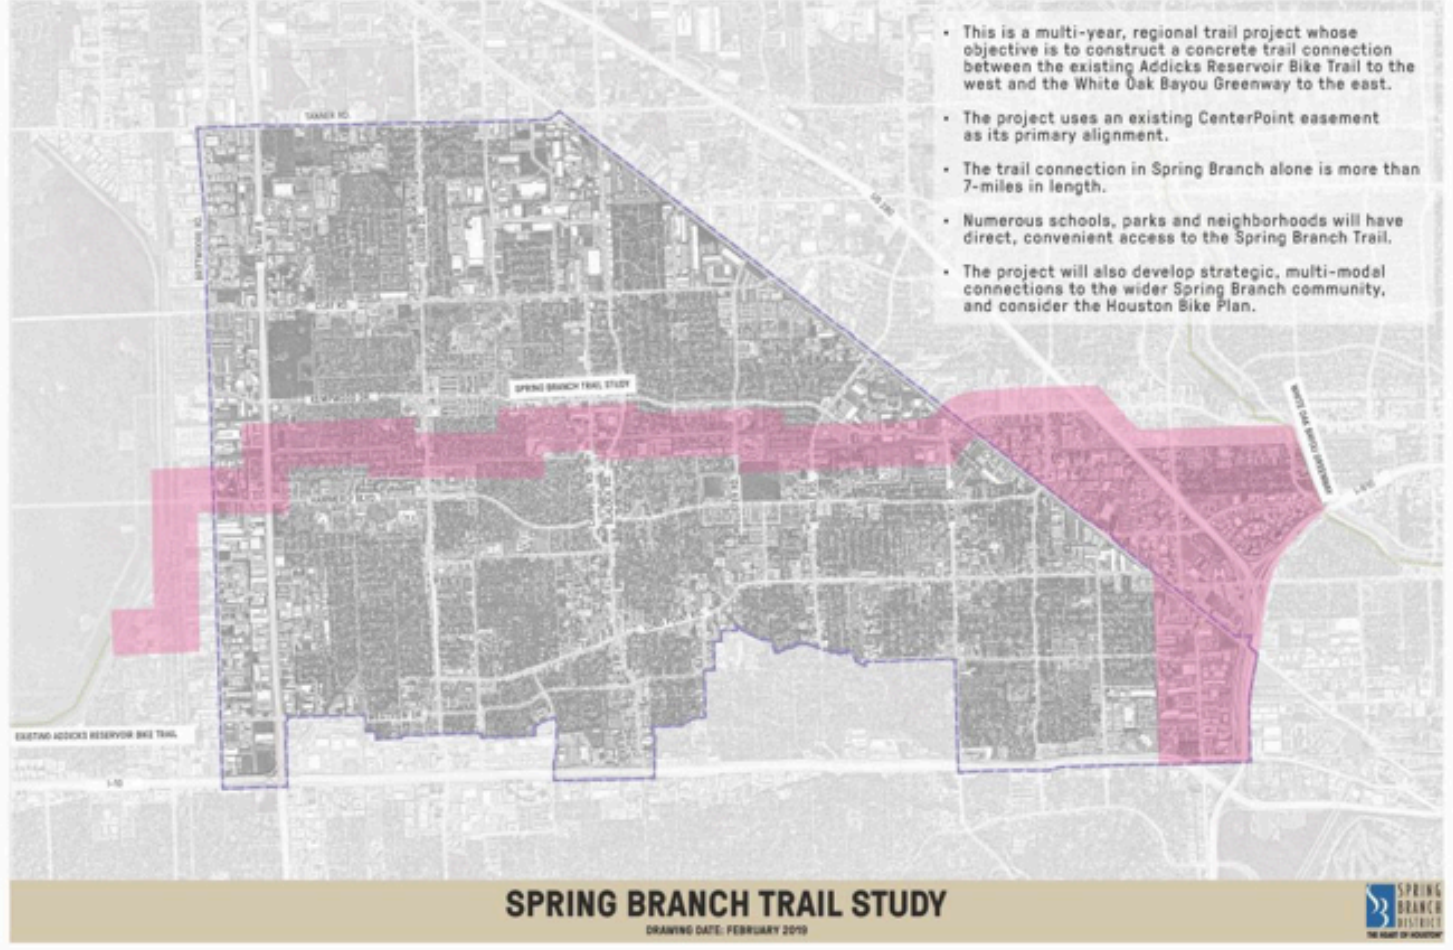 • This is a multi-year, regional trail project whose
objective is to construct a concrete trail connection
between the existing Addicks Reservoir Bike Trail to the
west and the White Oak Bayou Greenway to the east.
• The project uses an existing CenterPoint easement
as its primary alignment.
• The trail connection in Spring Branch alone is more than
7-miles in length.
• Numerous schools, parks and neighborhoods will have
direct, convenient access to the Spring Branch Trail.
• The project will also develop strategic, multi-modal
connections to the wider Spring Branch community,
and consider the Houston Bike Plan.
TANNER RD.
US 290
SPRING BRANCH TRAIL STUDY
WHITE OAK BAYOU GREENWAY
I-610
EXISTING ADDICKS RESERVOIR BIKE TRAIL
I-10
SPRING BRANCH TRAIL STUDY
DRAWING DATE: FEBRUARY 2019
SPRING
BRANCH
DISTRICT
THE HEART OF HOUSTON